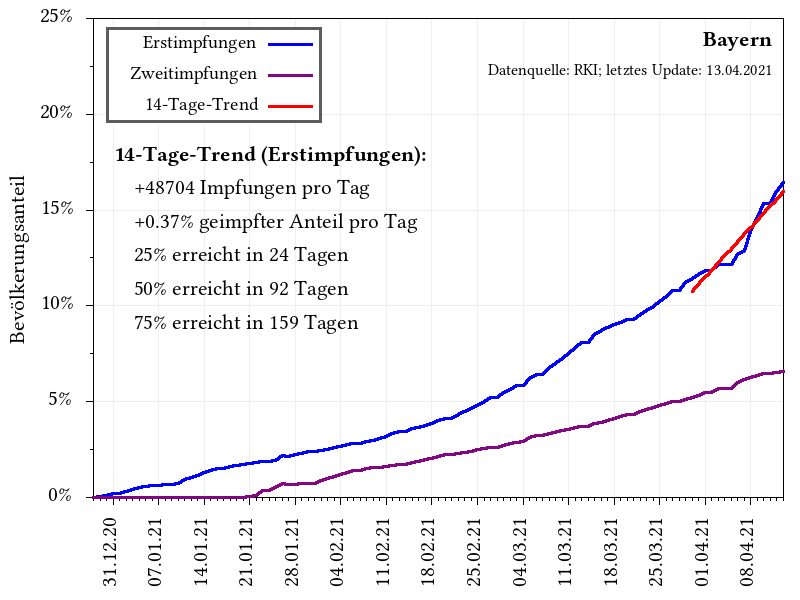 25%
20%
15%
10%
5%
0%
Bevölkerungsanteil
Erstimpfungen
Zweitimpfungen
14-Tage-Trend
Bayern
Datenquelle: RKI; letztes Update: 13.04.2021
14-Tage-Trend (Erstimpfungen):
+48704 Impfungen pro Tag
+0.37% geimpfter Anteil pro Tag
25% erreicht in 24 Tagen
50% erreicht in 92 Tagen
75% erreicht in 159 Tagen
31.12.20
07.01.21
14.01.21
21.01.21
28.01.21
04.02.21
11.02.21
18.02.21
25.02.21
04.03.21
11.03.21
18.03.21
25.03.21
01.04.21
08.04.21